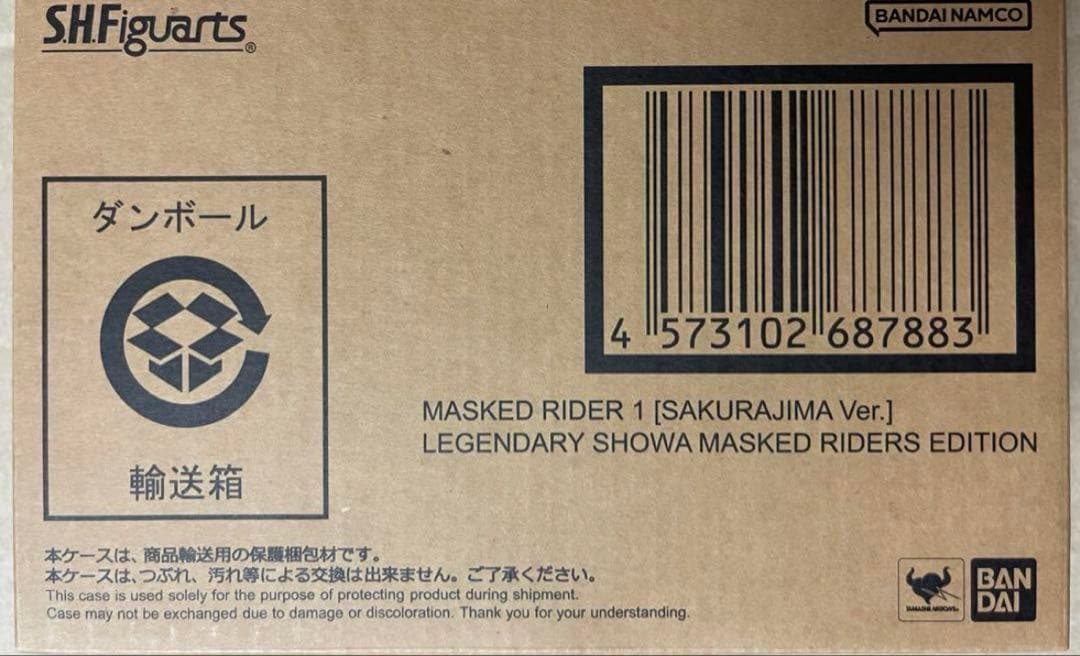 S.H.Figuarts®
BANDAI NAMCO
ダンボール
輸送箱
4 573102 687883
MASKED RIDER 1 [SAKURAJIMA Ver.]
LEGENDARY SHOWA MASKED RIDERS EDITION
本ケースは、商品輸送用の保護梱包材です。
本ケースは、つぶれ、汚れ等による交換は出来ません。ご了承ください。
This case is used solely for the purpose of protecting product during shipment.
Case may not be exchanged due to damage or discoloration. Thank you for your understanding.
TAMASHII NATIONS
BAN
DAI